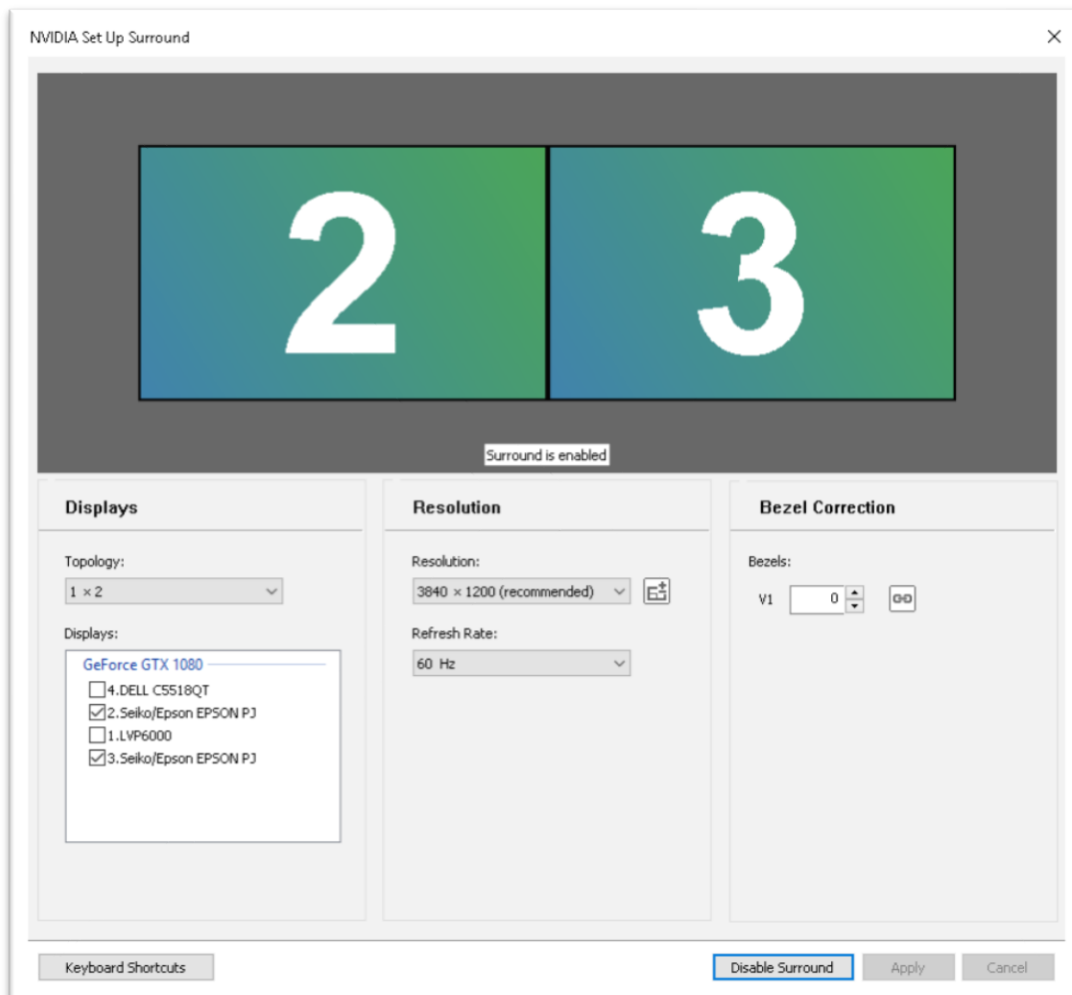 NVIDIA Set Up Surround
2
3
Surround is enabled
Displays
Topology:
1 × 2
Displays:
GeForce GTX 1080
4.DELL C5518QT
2.Seiko/Epson EPSON PJ
1.LVP6000
3.Seiko/Epson EPSON PJ
Resolution
Resolution:
3840 × 1200 (recommended)
Refresh Rate:
60 Hz
Bezel Correction
Bezels:
V1 0
Keyboard Shortcuts
Disable Surround
Apply
Cancel